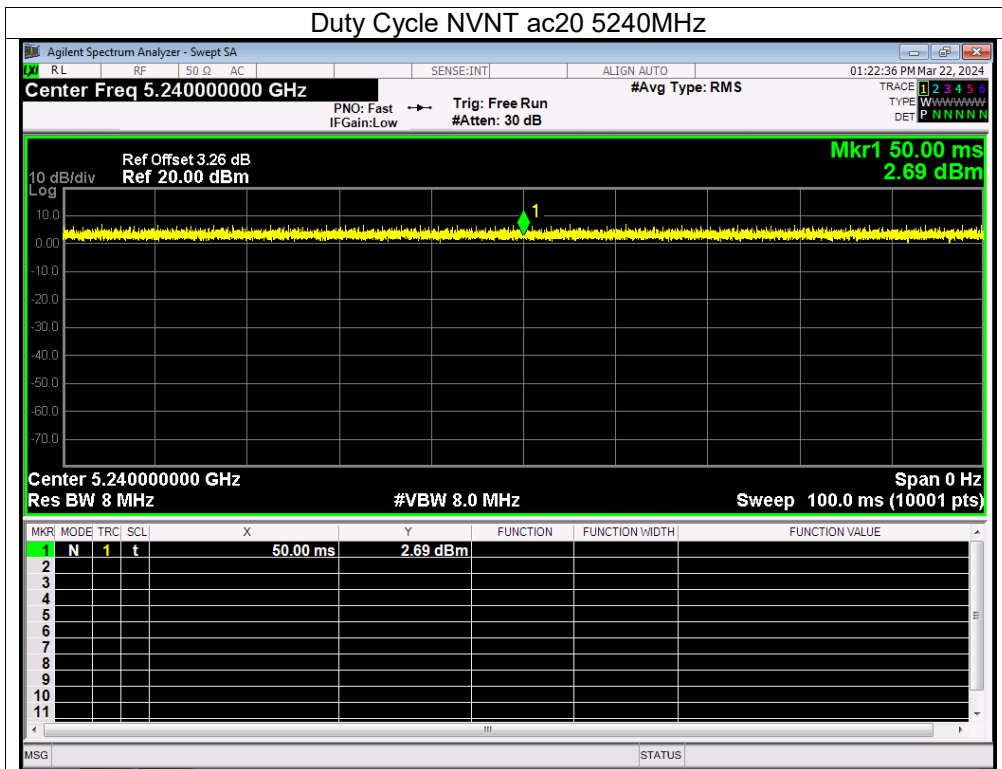 Duty Cycle NVNT ac20 5240MHz
Agilent Spectrum Analyzer - Swept SA
LXI RL RF 50 Ω AC SENSE:INT ALIGN AUTO 01:22:36 PM Mar 22, 2024
Center Freq 5.240000000 GHz #Avg Type: RMS TRACE 1 2 3 4 5 6
PNO: Fast Trig: Free Run TYPE WWWWWW
IFGain:Low #Atten: 30 dB DET P N N N N N
Mkr1 50.00 ms
Ref Offset 3.26 dB
10 dB/div Ref 20.00 dBm 2.69 dBm
Log
1
10.0
0.00
-10.0
-20.0
-30.0
-40.0
-50.0
-60.0
-70.0
Center 5.240000000 GHz Span 0 Hz
Res BW 8 MHz #VBW 8.0 MHz Sweep 100.0 ms (10001 pts)
MKR MODE TRC SCL X Y FUNCTION FUNCTION WIDTH FUNCTION VALUE
1 N 1 t 50.00 ms 2.69 dBm
2
3
4
5
6
7
8
9
10
11
MSG STATUS